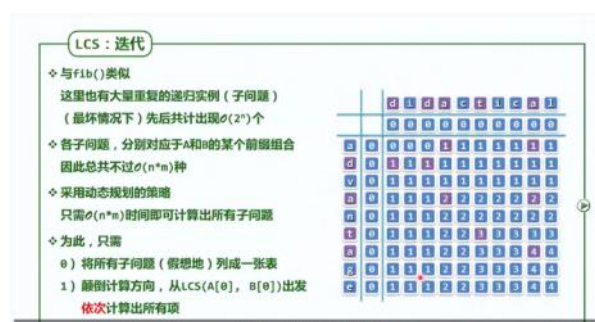 LCS：迭代
❖ 与fib()类似
这里也有大量重复的递归实例（子问题）
（最坏情况下）先后共计出现O(2ⁿ)个
❖ 各子问题，分别对应于A和B的某个前缀组合
因此总共不过O(n*m)种
❖ 采用动态规划的策略
只需O(n*m)时间即可计算出所有子问题
❖ 为此，只需
0）将所有子问题（假想地）列成一张表
1）颠倒计算方向，从LCS(A[0]，B[0])出发
依次计算出所有项
d i d a c t i c a l
0 0 0 0 0 0 0 0 0 0
a 0 0 0 0 1 1 1 1 1 1 1
d 0 1 1 1 1 1 1 1 1 1 1
v 0 1 1 1 1 1 1 1 1 1 1
a 0 1 1 1 2 2 2 2 2 2 2
n 0 1 1 1 2 2 2 2 2 2 2
t 0 1 1 1 2 2 3 3 3 3 3
a 0 1 1 1 2 2 3 3 3 4 4
g 0 1 1 1 2 2 3 3 3 4 4
e 0 1 1 1 2 2 3 3 3 4 4